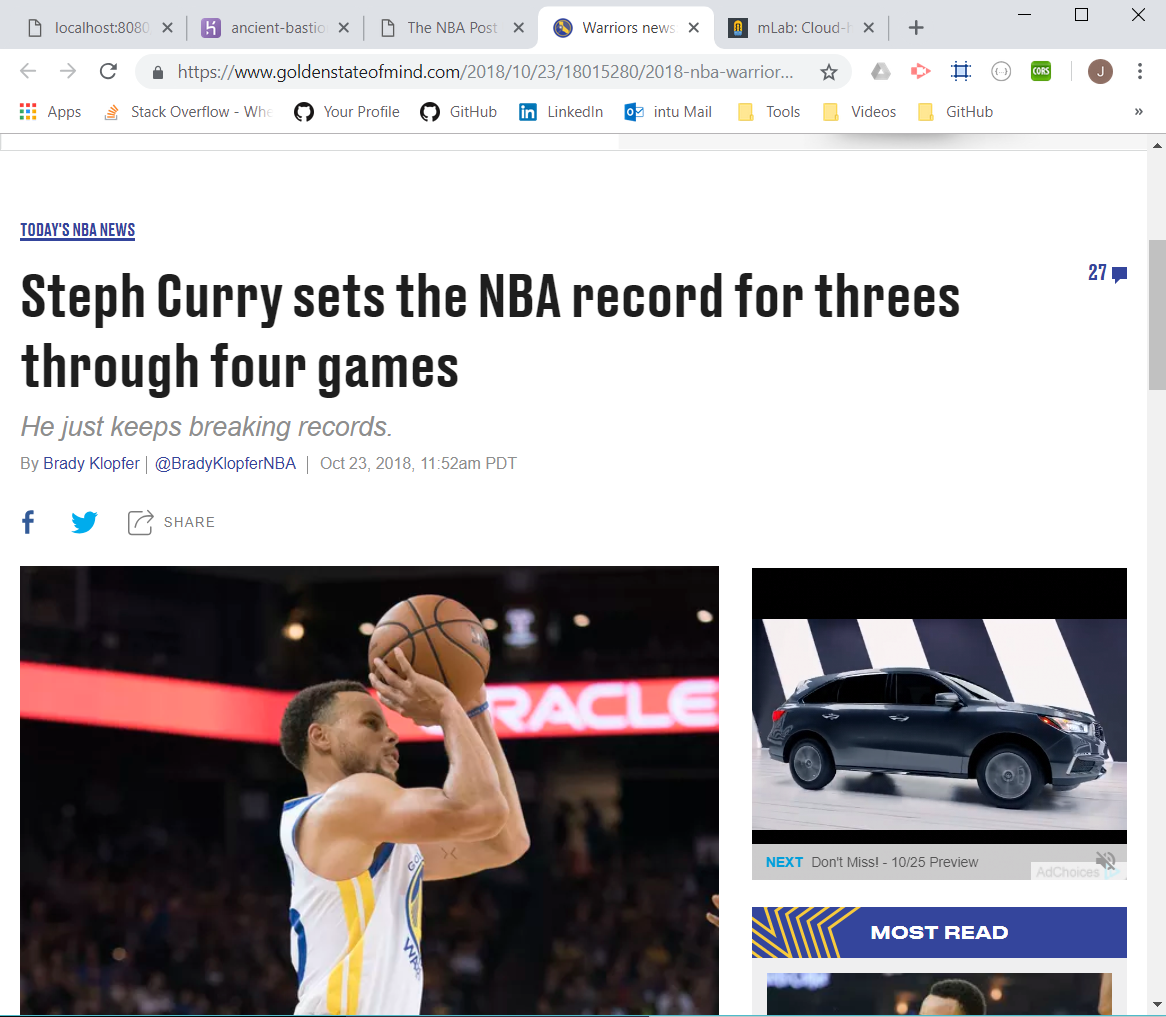 localhost:8080
ancient-bastio
The NBA Post
Warriors news
mLab: Cloud-h
https://www.goldenstateofmind.com/2018/10/23/18015280/2018-nba-warrior...
CORS
J
Apps
Stack Overflow - Whe
Your Profile
GitHub
LinkedIn
intu Mail
Tools
Videos
GitHub
»
TODAY'S NBA NEWS
Steph Curry sets the NBA record for threes
through four games
27
He just keeps breaking records.
By Brady Klopfer | @BradyKlopferNBA | Oct 23, 2018, 11:52am PDT
SHARE
RACLE
NEXT Don't Miss! - 10/25 Preview
AdChoices
MOST READ